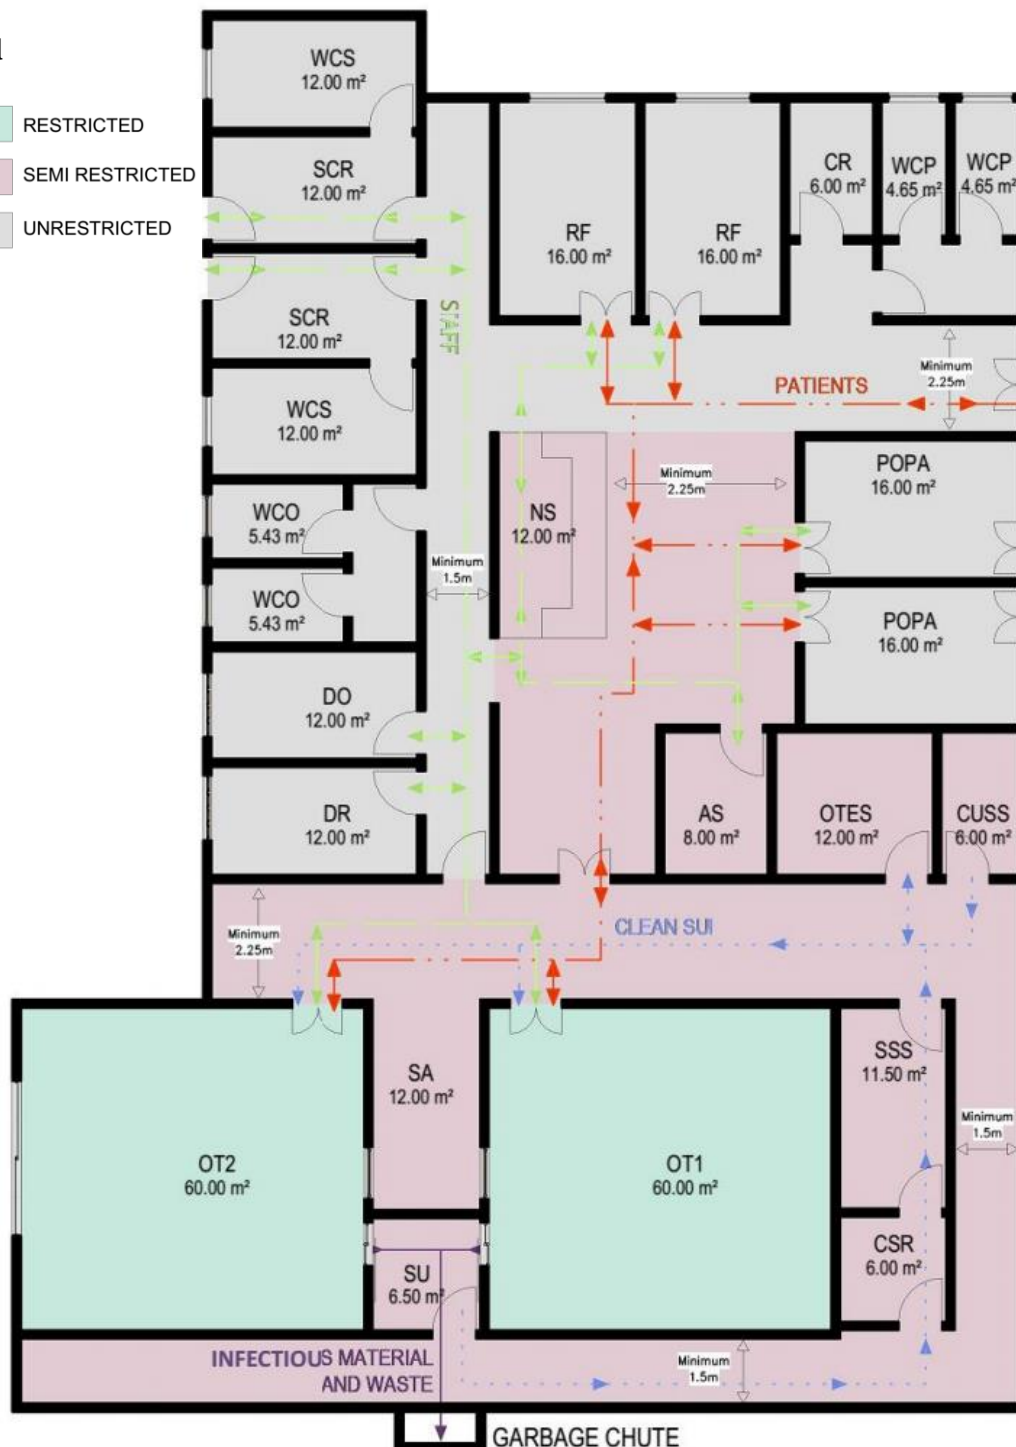 RESTRICTED
SEMI RESTRICTED
UNRESTRICTED
WCS
12.00 m²
SCR
12.00 m²
SCR
12.00 m²
WCS
12.00 m²
WCO
5.43 m²
WCO
5.43 m²
DO
12.00 m²
DR
12.00 m²
STAFF
Minimum
1.5m
RF
16.00 m²
RF
16.00 m²
CR
6.00 m²
WCP
4.65 m²
WCP
4.65 m²
Minimum
2.25m
PATIENTS
NS
12.00 m²
Minimum
2.25m
POPA
16.00 m²
POPA
16.00 m²
AS
8.00 m²
OTES
12.00 m²
CUSS
6.00 m²
Minimum
2.25m
CLEAN SUI
OT2
60.00 m²
SA
12.00 m²
OT1
60.00 m²
SSS
11.50 m²
Minimum
1.5m
CSR
6.00 m²
SU
6.50 m²
INFECTIOUS MATERIAL
AND WASTE
Minimum
1.5m
GARBAGE CHUTE